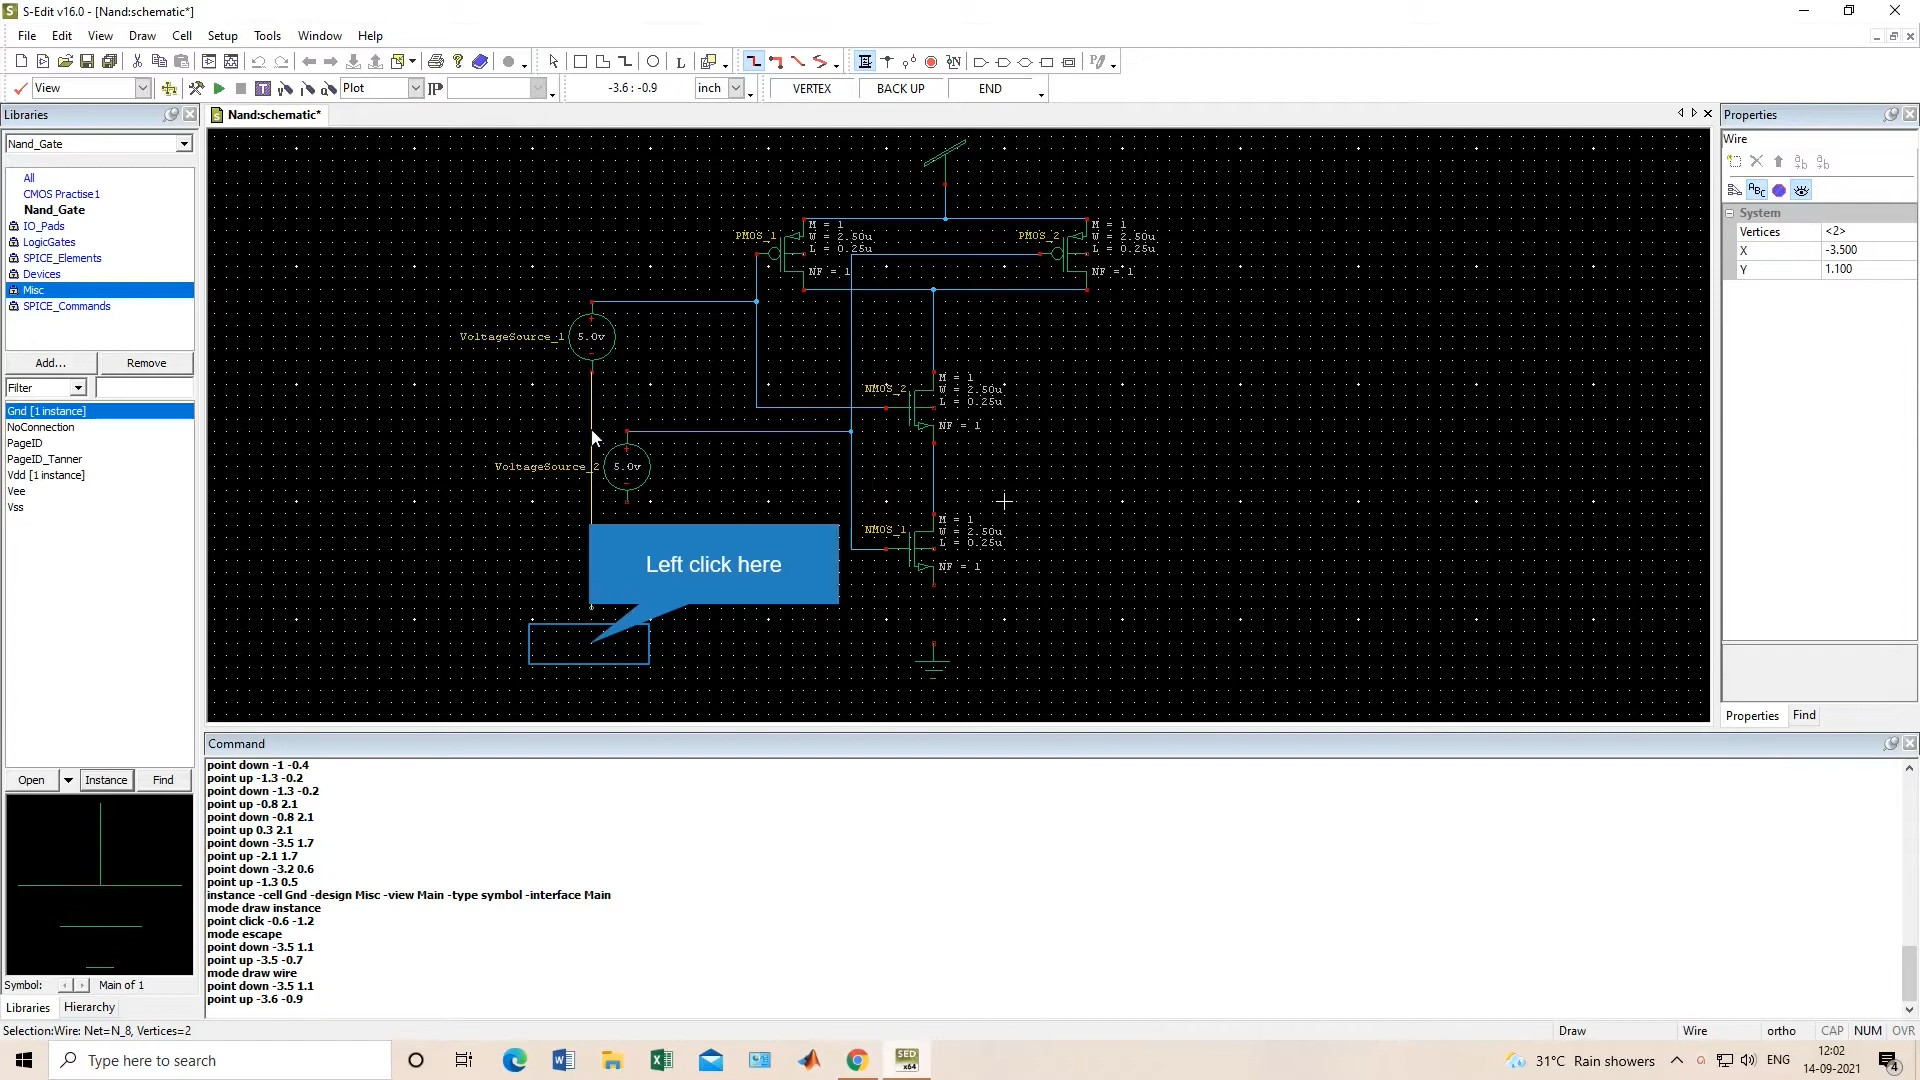 S-Edit v16.0 - [Nand:schematic*]
File Edit View Draw Cell Setup Tools Window Help
View Plot -3.6 : -0.9 inch VERTEX BACK UP END
Libraries
Nand:schematic*
Properties
Nand_Gate
Wire
All
CMOS Practise1
Nand_Gate
IO_Pads
LogicGates
SPICE_Elements
Devices
Misc
SPICE_Commands
System
Vertices <2>
X -3.500
Y 1.100
Add... Remove
Filter
Gnd [1 instance]
NoConnection
PageID
PageID_Tanner
Vdd [1 instance]
Vee
Vss
PMOS_1
M = 1
W = 2.50u
L = 0.25u
NF = 1
PMOS_2
M = 1
W = 2.50u
L = 0.25u
NF = 1
VoltageSource_1 5.0v
NMOS_2
M = 1
W = 2.50u
L = 0.25u
NF = 1
VoltageSource_2 5.0v
NMOS_1
M = 1
W = 2.50u
L = 0.25u
NF = 1
Left click here
Properties Find
Open Instance Find
Command
point down -1 -0.4
point up -1.3 -0.2
point down -1.3 -0.2
point up -0.8 2.1
point down -0.8 2.1
point up 0.3 2.1
point down -3.5 1.7
point up -2.1 1.7
point down -3.2 0.6
point up -1.3 0.5
instance -cell Gnd -design Misc -view Main -type symbol -interface Main
mode draw instance
point click -0.6 -1.2
mode escape
point down -3.5 1.1
point up -3.5 -0.7
mode draw wire
point down -3.5 1.1
point up -3.6 -0.9
Symbol: Main of 1
Libraries Hierarchy
Selection:Wire: Net=N_8, Vertices=2
Draw Wire ortho CAP NUM OVR
Type here to search
SED
x64
31°C Rain showers
ENG
12:02
14-09-2021
4